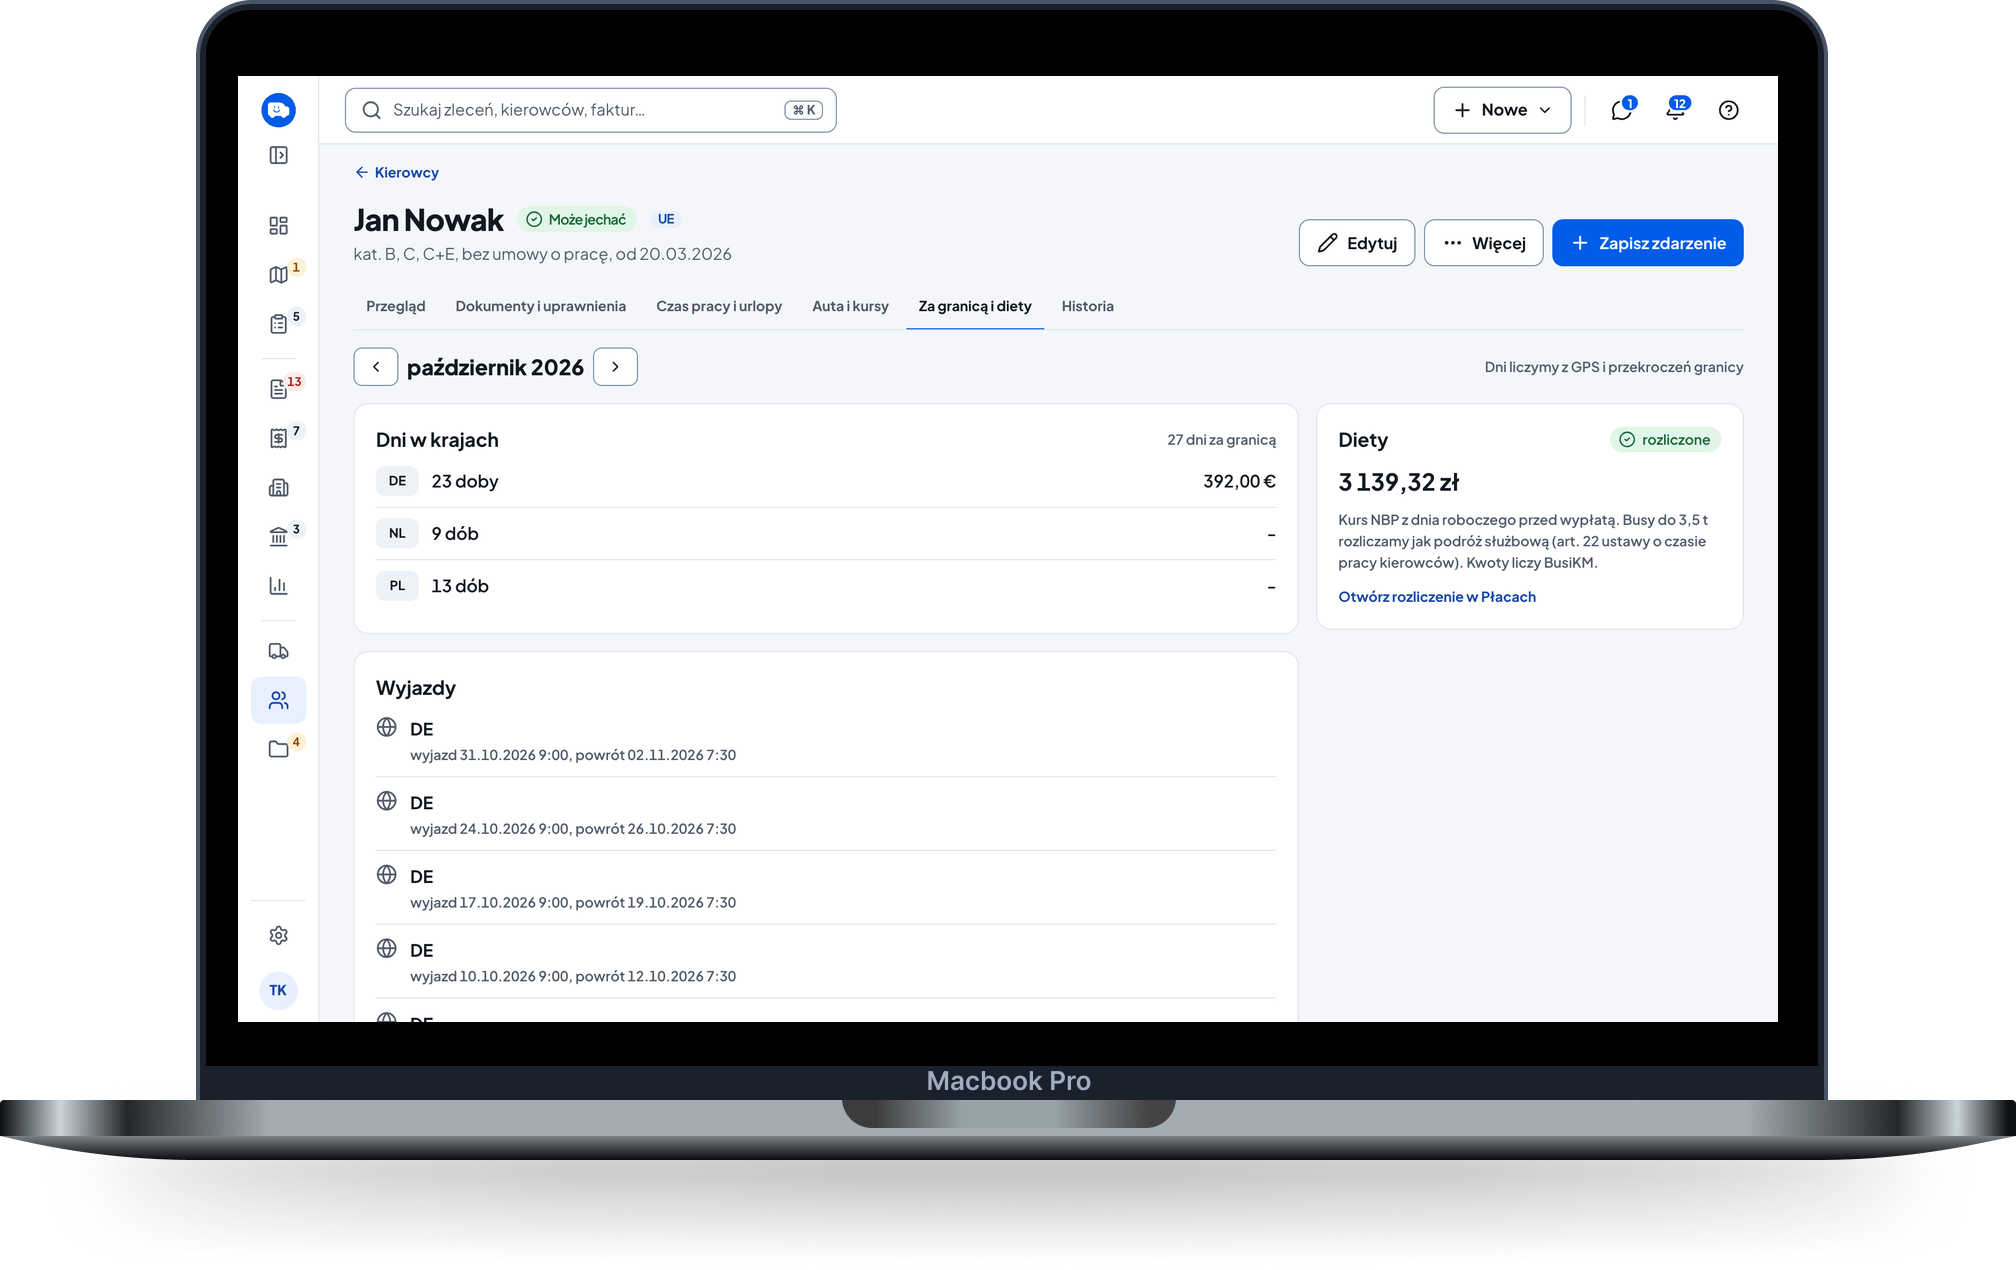 Szukaj zleceń, kierowców, faktur...
⌘ K
Nowe
1
12
Kierowcy
Jan Nowak
Może jechać
UE
kat. B, C, C+E, bez umowy o pracę, od 20.03.2026
Edytuj
Więcej
Zapisz zdarzenie
Przegląd
Dokumenty i uprawnienia
Czas pracy i urlopy
Auta i kursy
Za granicą i diety
Historia
październik 2026
Dni liczymy z GPS i przekroczeń granicy
Dni w krajach
27 dni za granicą
DE 23 doby 392,00 €
NL 9 dób –
PL 13 dób –
Diety
rozliczone
3 139,32 zł
Kurs NBP z dnia roboczego przed wypłatą. Busy do 3,5 t
rozliczamy jak podróż służbową (art. 22 ustawy o czasie
pracy kierowców). Kwoty liczy BusiKM.
Otwórz rozliczenie w Płacach
Wyjazdy
DE
wyjazd 31.10.2026 9:00, powrót 02.11.2026 7:30
DE
wyjazd 24.10.2026 9:00, powrót 26.10.2026 7:30
DE
wyjazd 17.10.2026 9:00, powrót 19.10.2026 7:30
DE
wyjazd 10.10.2026 9:00, powrót 12.10.2026 7:30
DE
1
5
13
7
3
4
TK
Macbook Pro